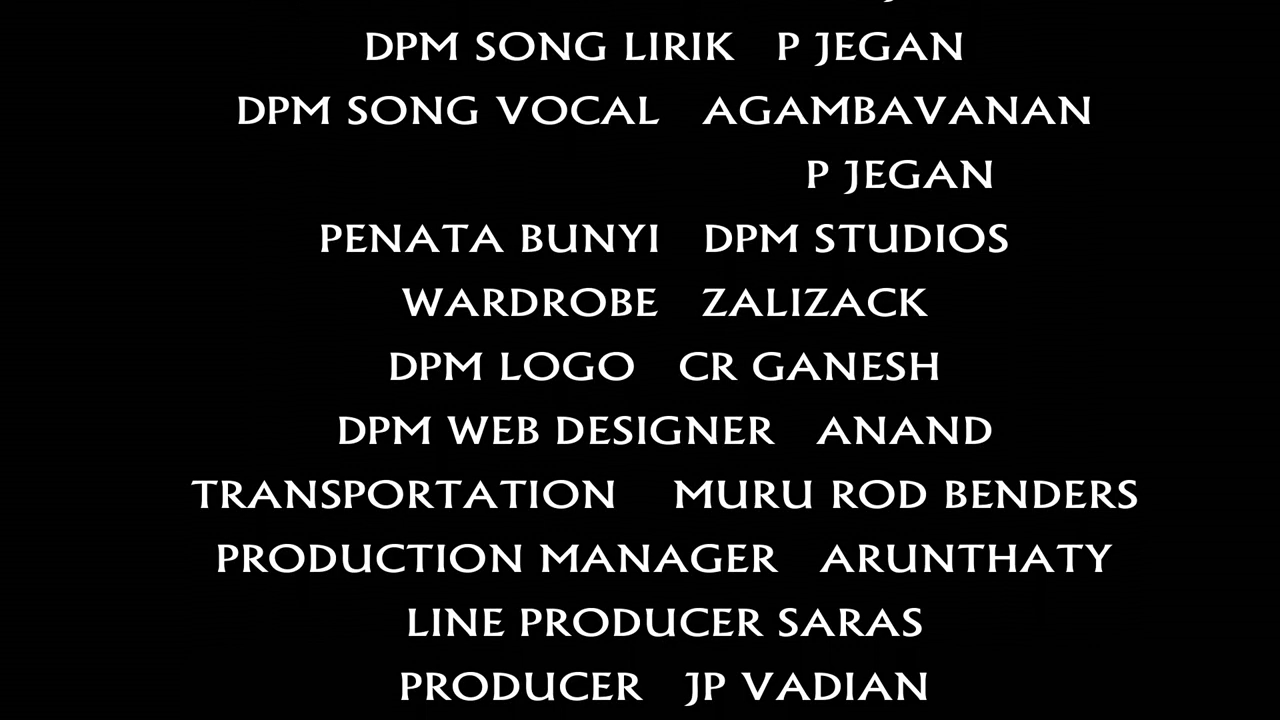 DPM SONG LIRIK P JEGAN
DPM SONG VOCAL AGAMBAVANAN
P JEGAN
PENATA BUNYI DPM STUDIOS
WARDROBE ZALIZACK
DPM LOGO CR GANESH
DPM WEB DESIGNER ANAND
TRANSPORTATION MURU ROD BENDERS
PRODUCTION MANAGER ARUNTHATY
LINE PRODUCER SARAS
PRODUCER JP VADIAN